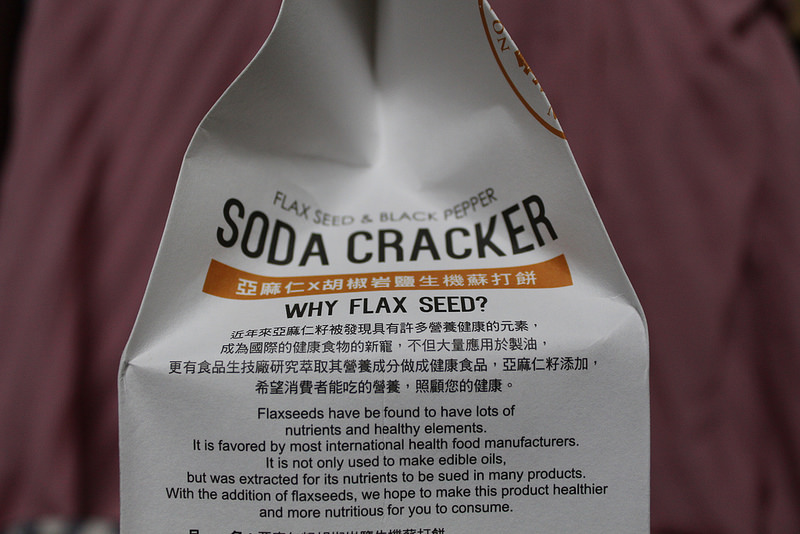 ON
FLAX SEED & BLACK PEPPER
SODA CRACKER
亞麻仁x胡椒岩鹽生機蘇打餅
WHY FLAX SEED?
近年來亞麻仁籽被發現具有許多營養健康的元素，
成為國際的健康食物的新寵，不但大量應用於製油，
更有食品生技廠研究萃取其營養成分做成健康食品，亞麻仁籽添加，
希望消費者能吃的營養，照顧您的健康。
Flaxseeds have be found to have lots of
nutrients and healthy elements.
It is favored by most international health food manufacturers.
It is not only used to make edible oils,
but was extracted for its nutrients to be sued in many products.
With the addition of flaxseeds, we hope to make this product healthier
and more nutritious for you to consume.